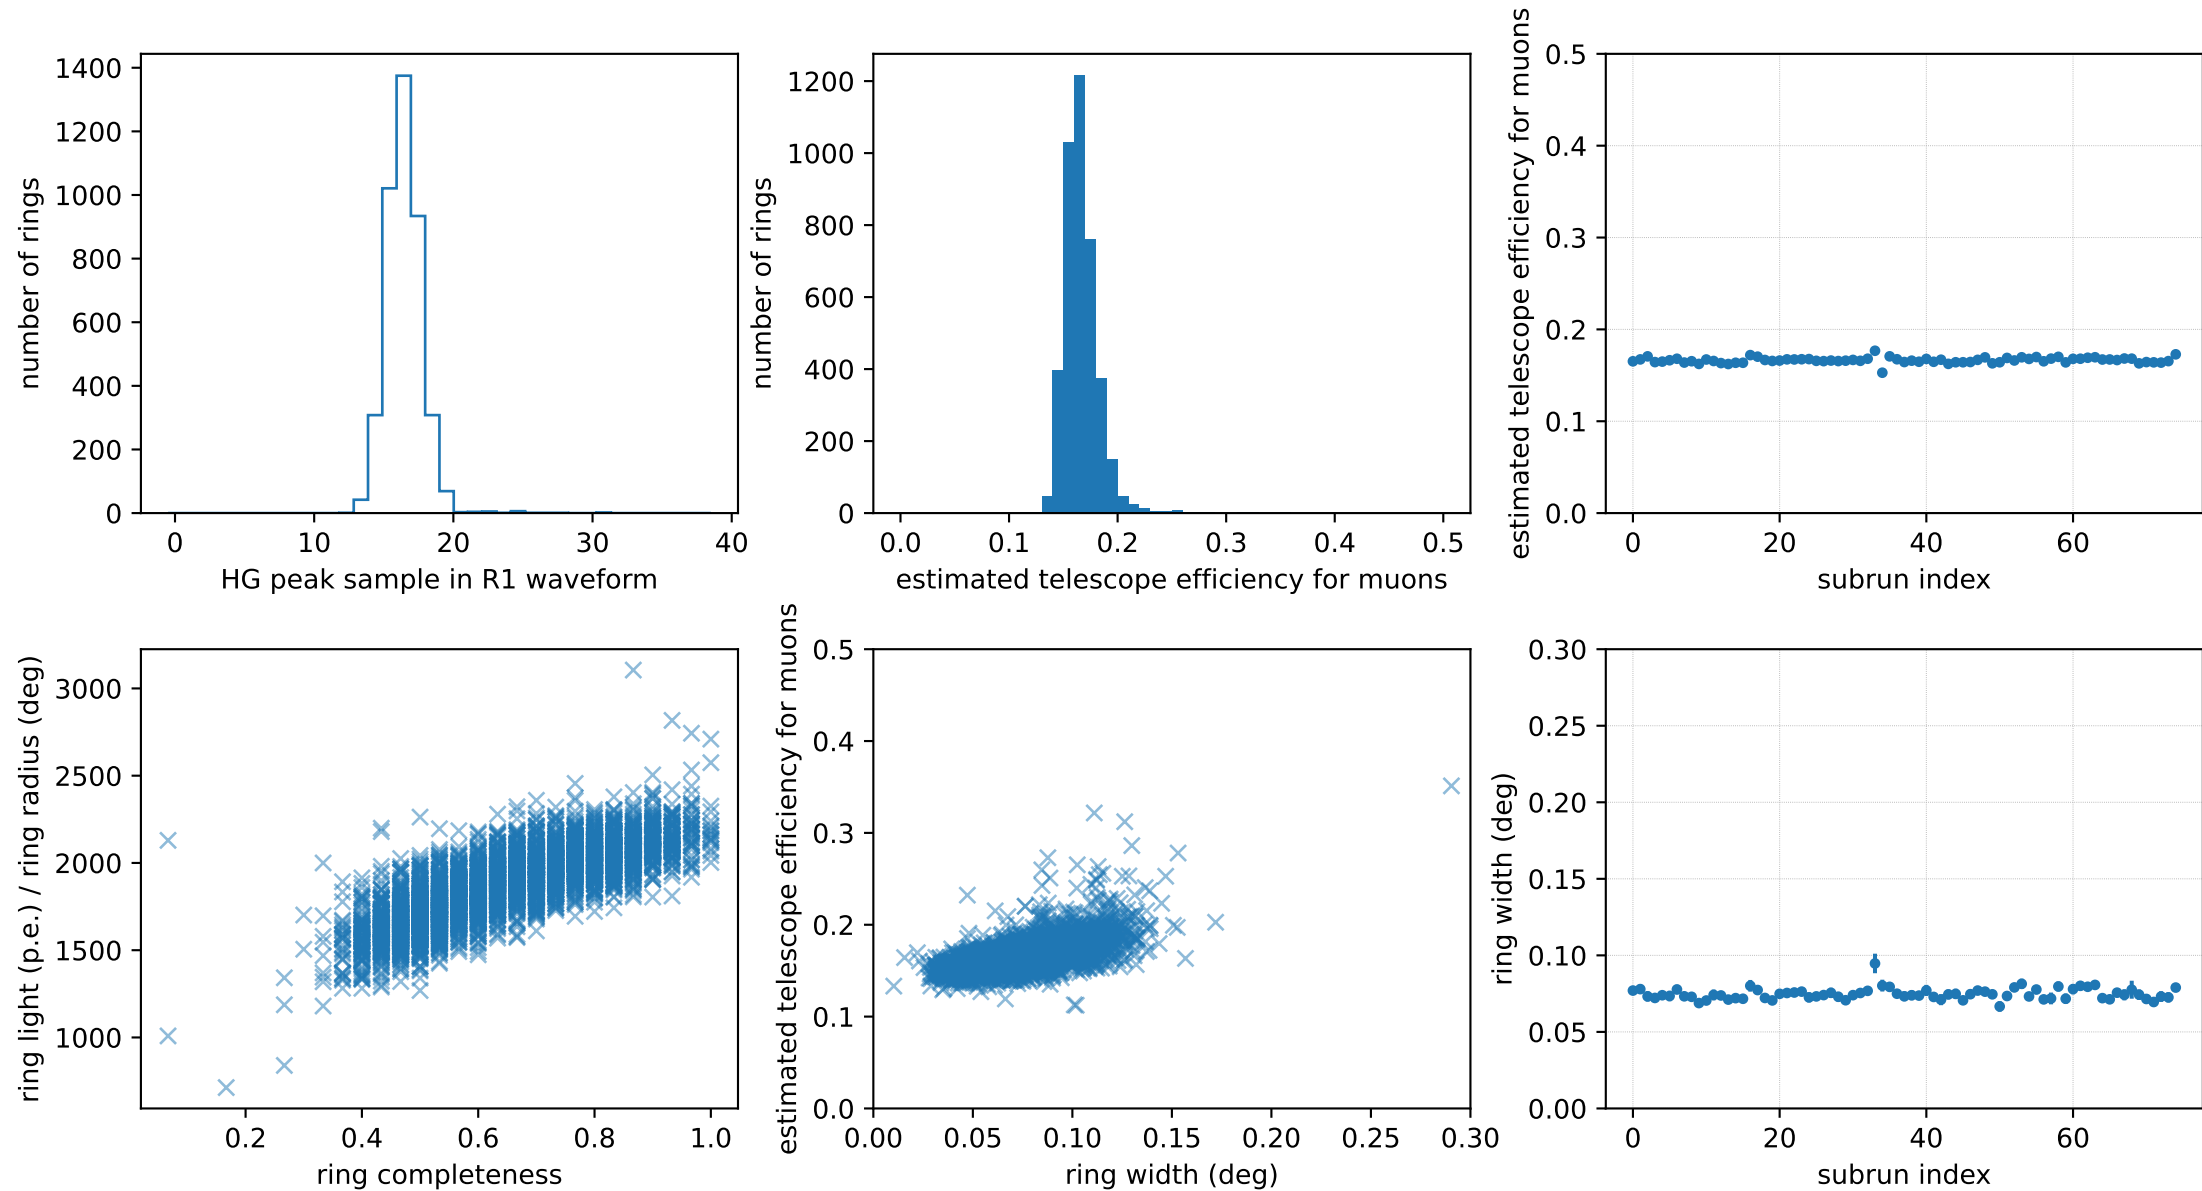 number of rings
1400
1200
1000
800
600
400
200
0
0 10 20 30 40
HG peak sample in R1 waveform
number of rings
1200
1000
800
600
400
200
0
0.0 0.1 0.2 0.3 0.4 0.5
estimated telescope efficiency for muons
estimated telescope efficiency for muons
0.5
0.4
0.3
0.2
0.1
0.0
0 20 40 60
subrun index
ring light (p.e.) / ring radius (deg)
3000
2500
2000
1500
1000
0.2 0.4 0.6 0.8 1.0
ring completeness
estimated telescope efficiency for muons
0.5
0.4
0.3
0.2
0.1
0.0
0.00 0.05 0.10 0.15 0.20 0.25 0.30
ring width (deg)
ring width (deg)
0.30
0.25
0.20
0.15
0.10
0.05
0.00
0 20 40 60
subrun index